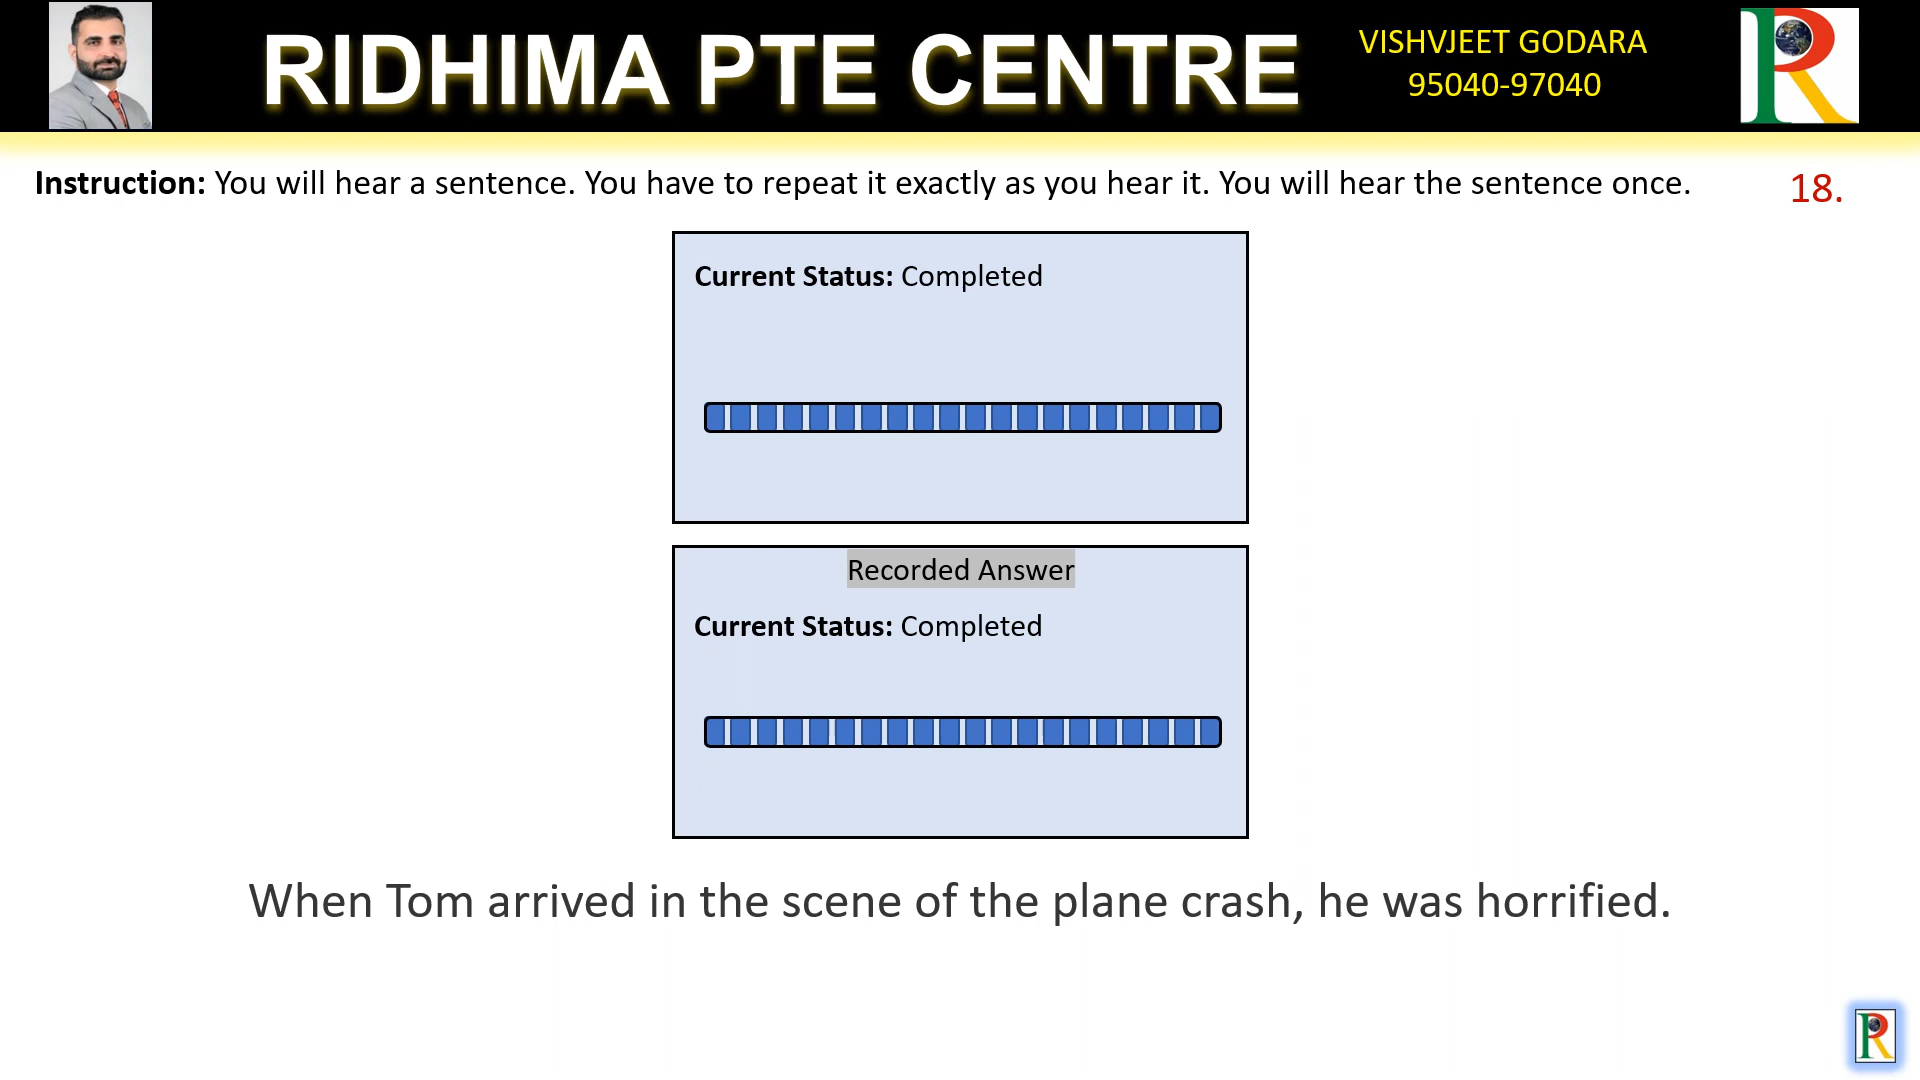 RIDHIMA PTE CENTRE
VISHVJEET GODARA
95040-97040
R
Instruction: You will hear a sentence. You have to repeat it exactly as you hear it. You will hear the sentence once.
18.
Current Status: Completed
Recorded Answer
Current Status: Completed
When Tom arrived in the scene of the plane crash, he was horrified.
R